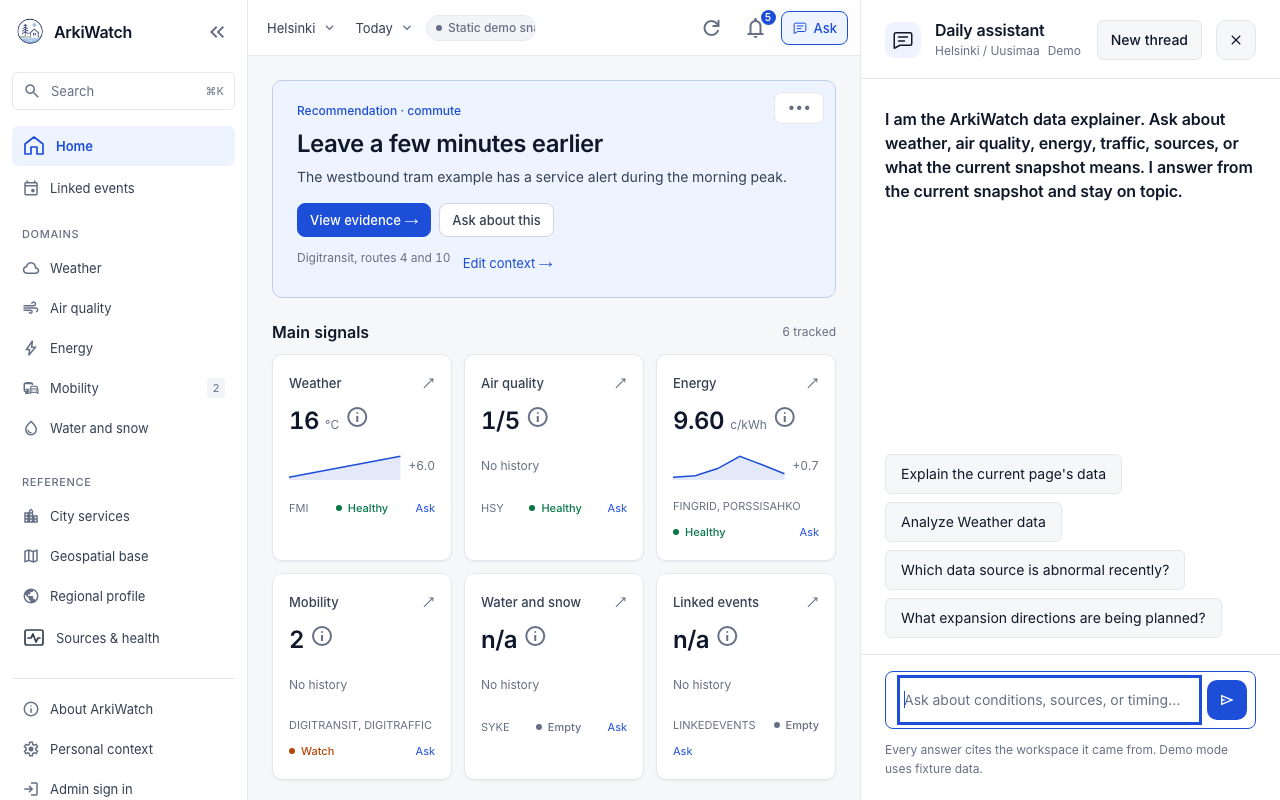 ArkiWatch
Search
⌘K
Home
Linked events
DOMAINS
Weather
Air quality
Energy
Mobility
2
Water and snow
REFERENCE
City services
Geospatial base
Regional profile
Sources & health
About ArkiWatch
Personal context
Admin sign in
Helsinki
Today
Static demo sna
5
Ask
Recommendation · commute
Leave a few minutes earlier
The westbound tram example has a service alert during the morning peak.
View evidence →
Ask about this
Digitransit, routes 4 and 10
Edit context →
Main signals
6 tracked
Weather
16 °C
+6.0
FMI
Healthy
Ask
Air quality
1/5
No history
HSY
Healthy
Ask
Energy
9.60 c/kWh
+0.7
FINGRID, PORSSISAHKO
Healthy
Ask
Mobility
2
No history
DIGITRANSIT, DIGITRAFFIC
Watch
Ask
Water and snow
n/a
No history
SYKE
Empty
Ask
Linked events
n/a
No history
LINKEDEVENTS
Empty
Ask
Daily assistant
Helsinki / Uusimaa Demo
New thread
I am the ArkiWatch data explainer. Ask about
weather, air quality, energy, traffic, sources, or
what the current snapshot means. I answer from
the current snapshot and stay on topic.
Explain the current page's data
Analyze Weather data
Which data source is abnormal recently?
What expansion directions are being planned?
Ask about conditions, sources, or timing...
Every answer cites the workspace it came from. Demo mode
uses fixture data.